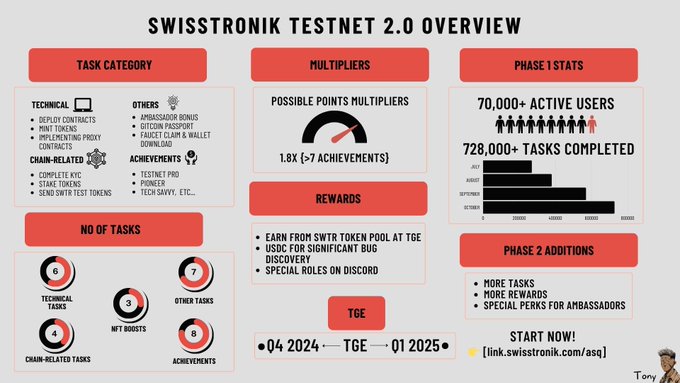 SWISSTRONIK TESTNET 2.0 OVERVIEW
TASK CATEGORY
TECHNICAL
• DEPLOY CONTRACTS
• MINT TOKENS
• IMPLEMENTING PROXY
CONTRACTS
OTHERS
• AMBASSADOR BONUS
• GITCOIN PASSPORT
• FAUCET CLAIM & WALLET
DOWNLOAD
CHAIN-RELATED
• COMPLETE KYC
• STAKE TOKENS
• SEND SWTR TEST TOKENS
ACHIEVEMENTS
• TESTNET PRO
• PIONEER
• TECH SAVVY, ETC...
NO OF TASKS
6
TECHNICAL
TASKS
7
OTHER TASKS
3
NFT BOOSTS
4
CHAIN-RELATED TASKS
8
ACHIEVEMENTS
MULTIPLIERS
POSSIBLE POINTS MULTIPLIERS
1.8X {>7 ACHIEVEMENTS}
REWARDS
• EARN FROM SWTR TOKEN POOL AT TGE
• USDC FOR SIGNIFICANT BUG
DISCOVERY
• SPECIAL ROLES ON DISCORD
TGE
•Q4 2024 ⟵ TGE ⟶ Q1 2025•
PHASE 1 STATS
70,000+ ACTIVE USERS
728,000+ TASKS COMPLETED
JULY
AUGUST
SEPTEMBER
OCTOBER
0 200000 400000 600000 800000
PHASE 2 ADDITIONS
• MORE TASKS
• MORE REWARDS
• SPECIAL PERKS FOR AMBASSADORS
START NOW!
👉 [link.swisstronik.com/asq]
Tony